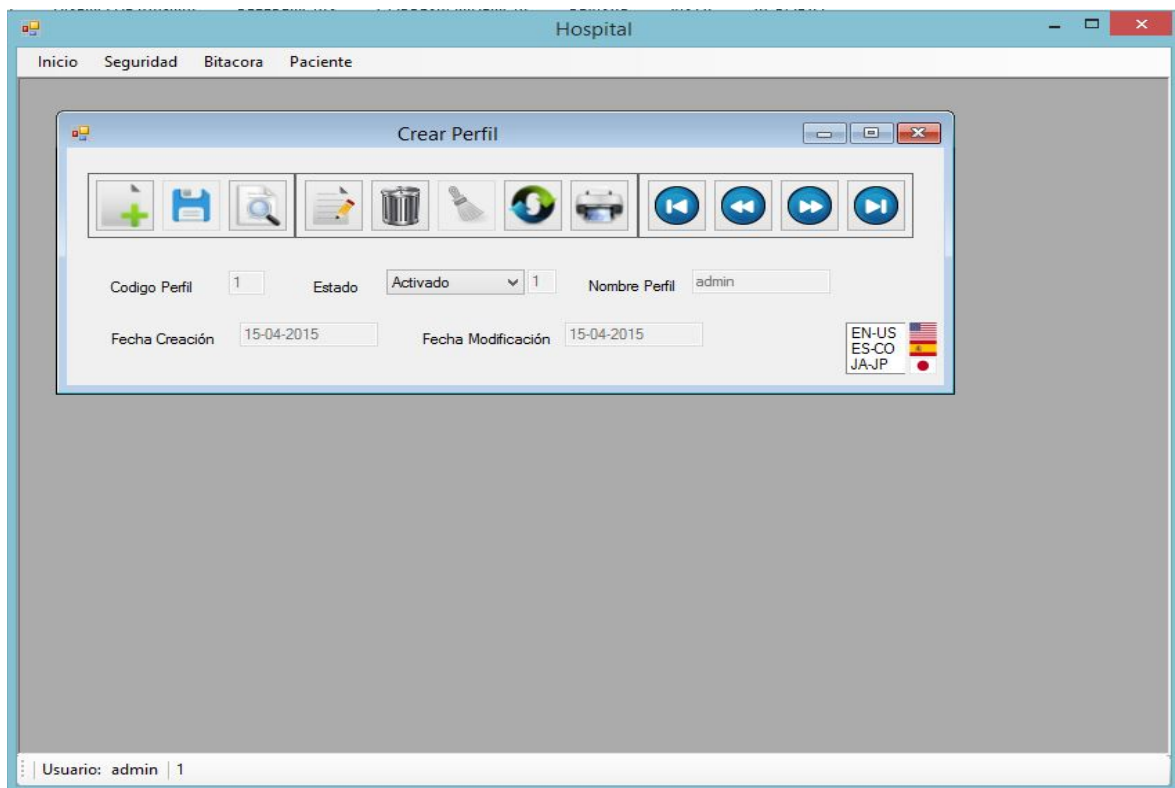 Hospital
Inicio Seguridad Bitacora Paciente
Crear Perfil
Codigo Perfil 1 Estado Activado 1 Nombre Perfil admin
Fecha Creación 15-04-2015 Fecha Modificación 15-04-2015
EN-US
ES-CO
JA-JP
Usuario: admin 1